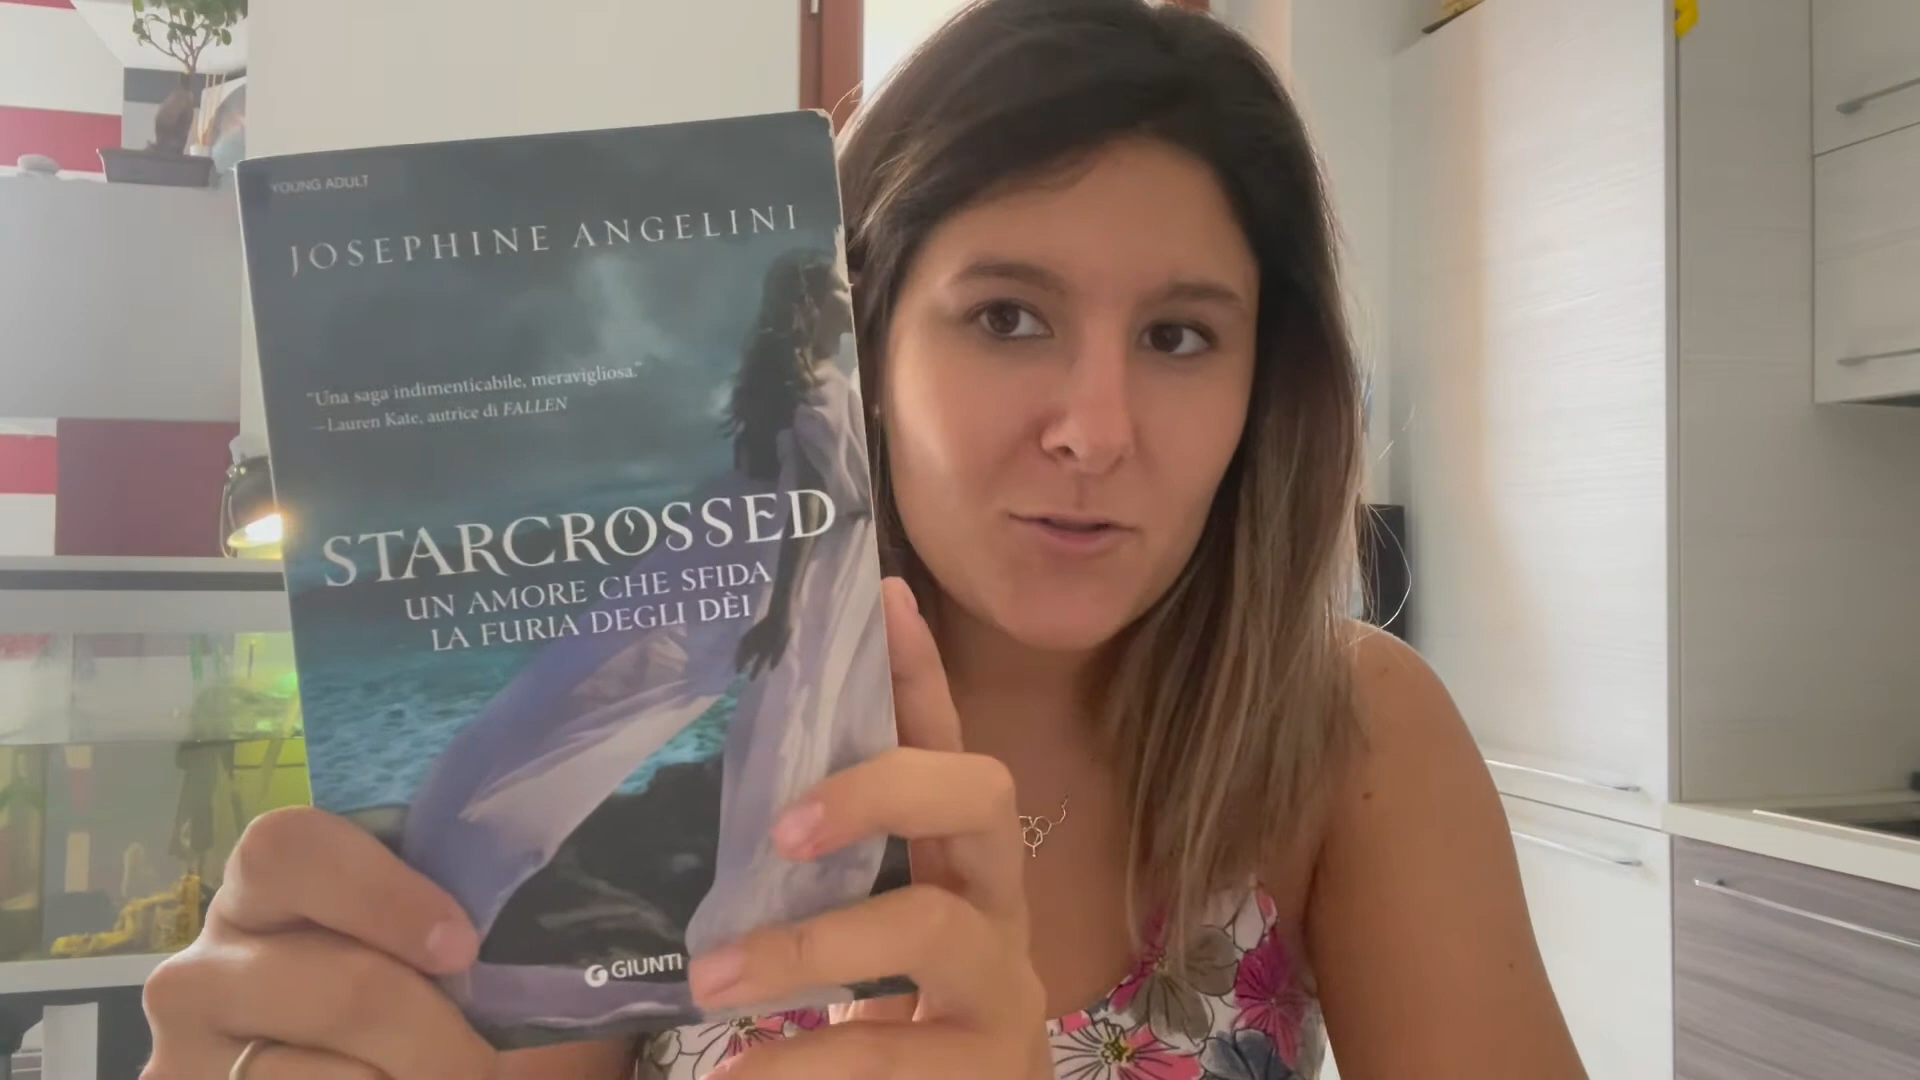 YOUNG ADULT
JOSEPHINE ANGELINI
"Una saga indimenticabile, meravigliosa."
—Lauren Kate, autrice di FALLEN
STARCROSSED
UN AMORE CHE SFIDA
LA FURIA DEGLI DÈI
GIUNTI